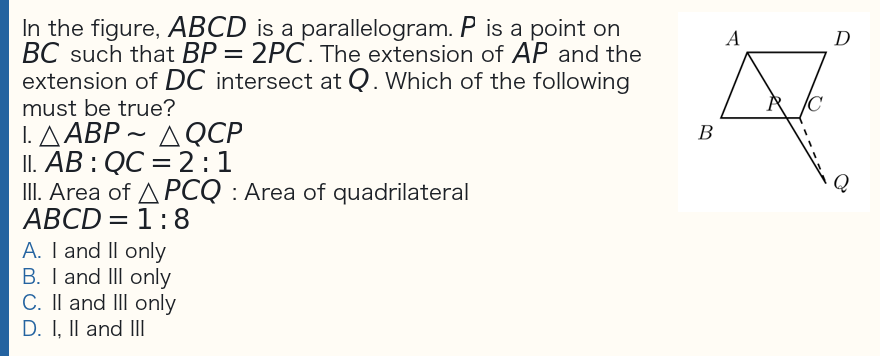 In the figure, ABCD is a parallelogram. P is a point on
BC such that BP = 2PC. The extension of AP and the
extension of DC intersect at Q. Which of the following
must be true?
I. △ABP ~ △QCP
II. AB : QC = 2 : 1
III. Area of △PCQ : Area of quadrilateral
ABCD = 1 : 8
A. I and II only
B. I and III only
C. II and III only
D. I, II and III
A
D
P
C
B
Q